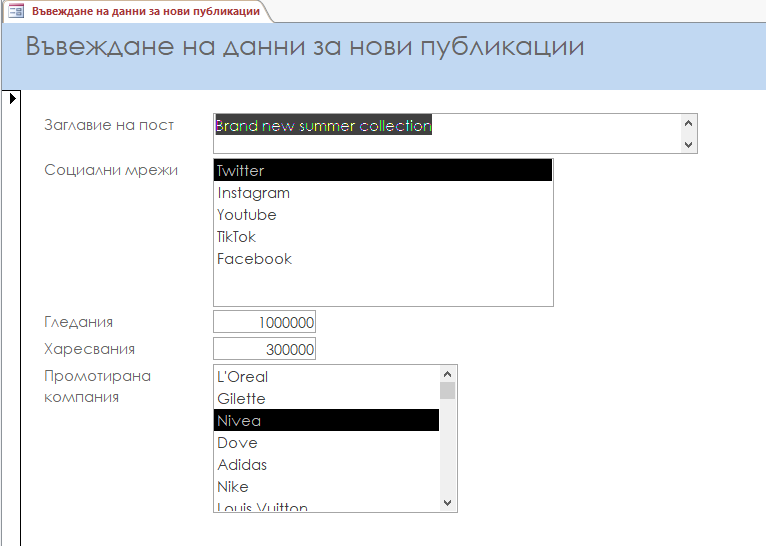 Въвеждане на данни за нови публикации
Въвеждане на данни за нови публикации
Заглавие на пост
Brand new summer collection
Социални мрежи
Twitter
Instagram
Youtube
TikTok
Facebook
Гледания
1000000
Харесвания
300000
Промотирана
компания
L'Oreal
Gilette
Nivea
Dove
Adidas
Nike
Louis Vuitton